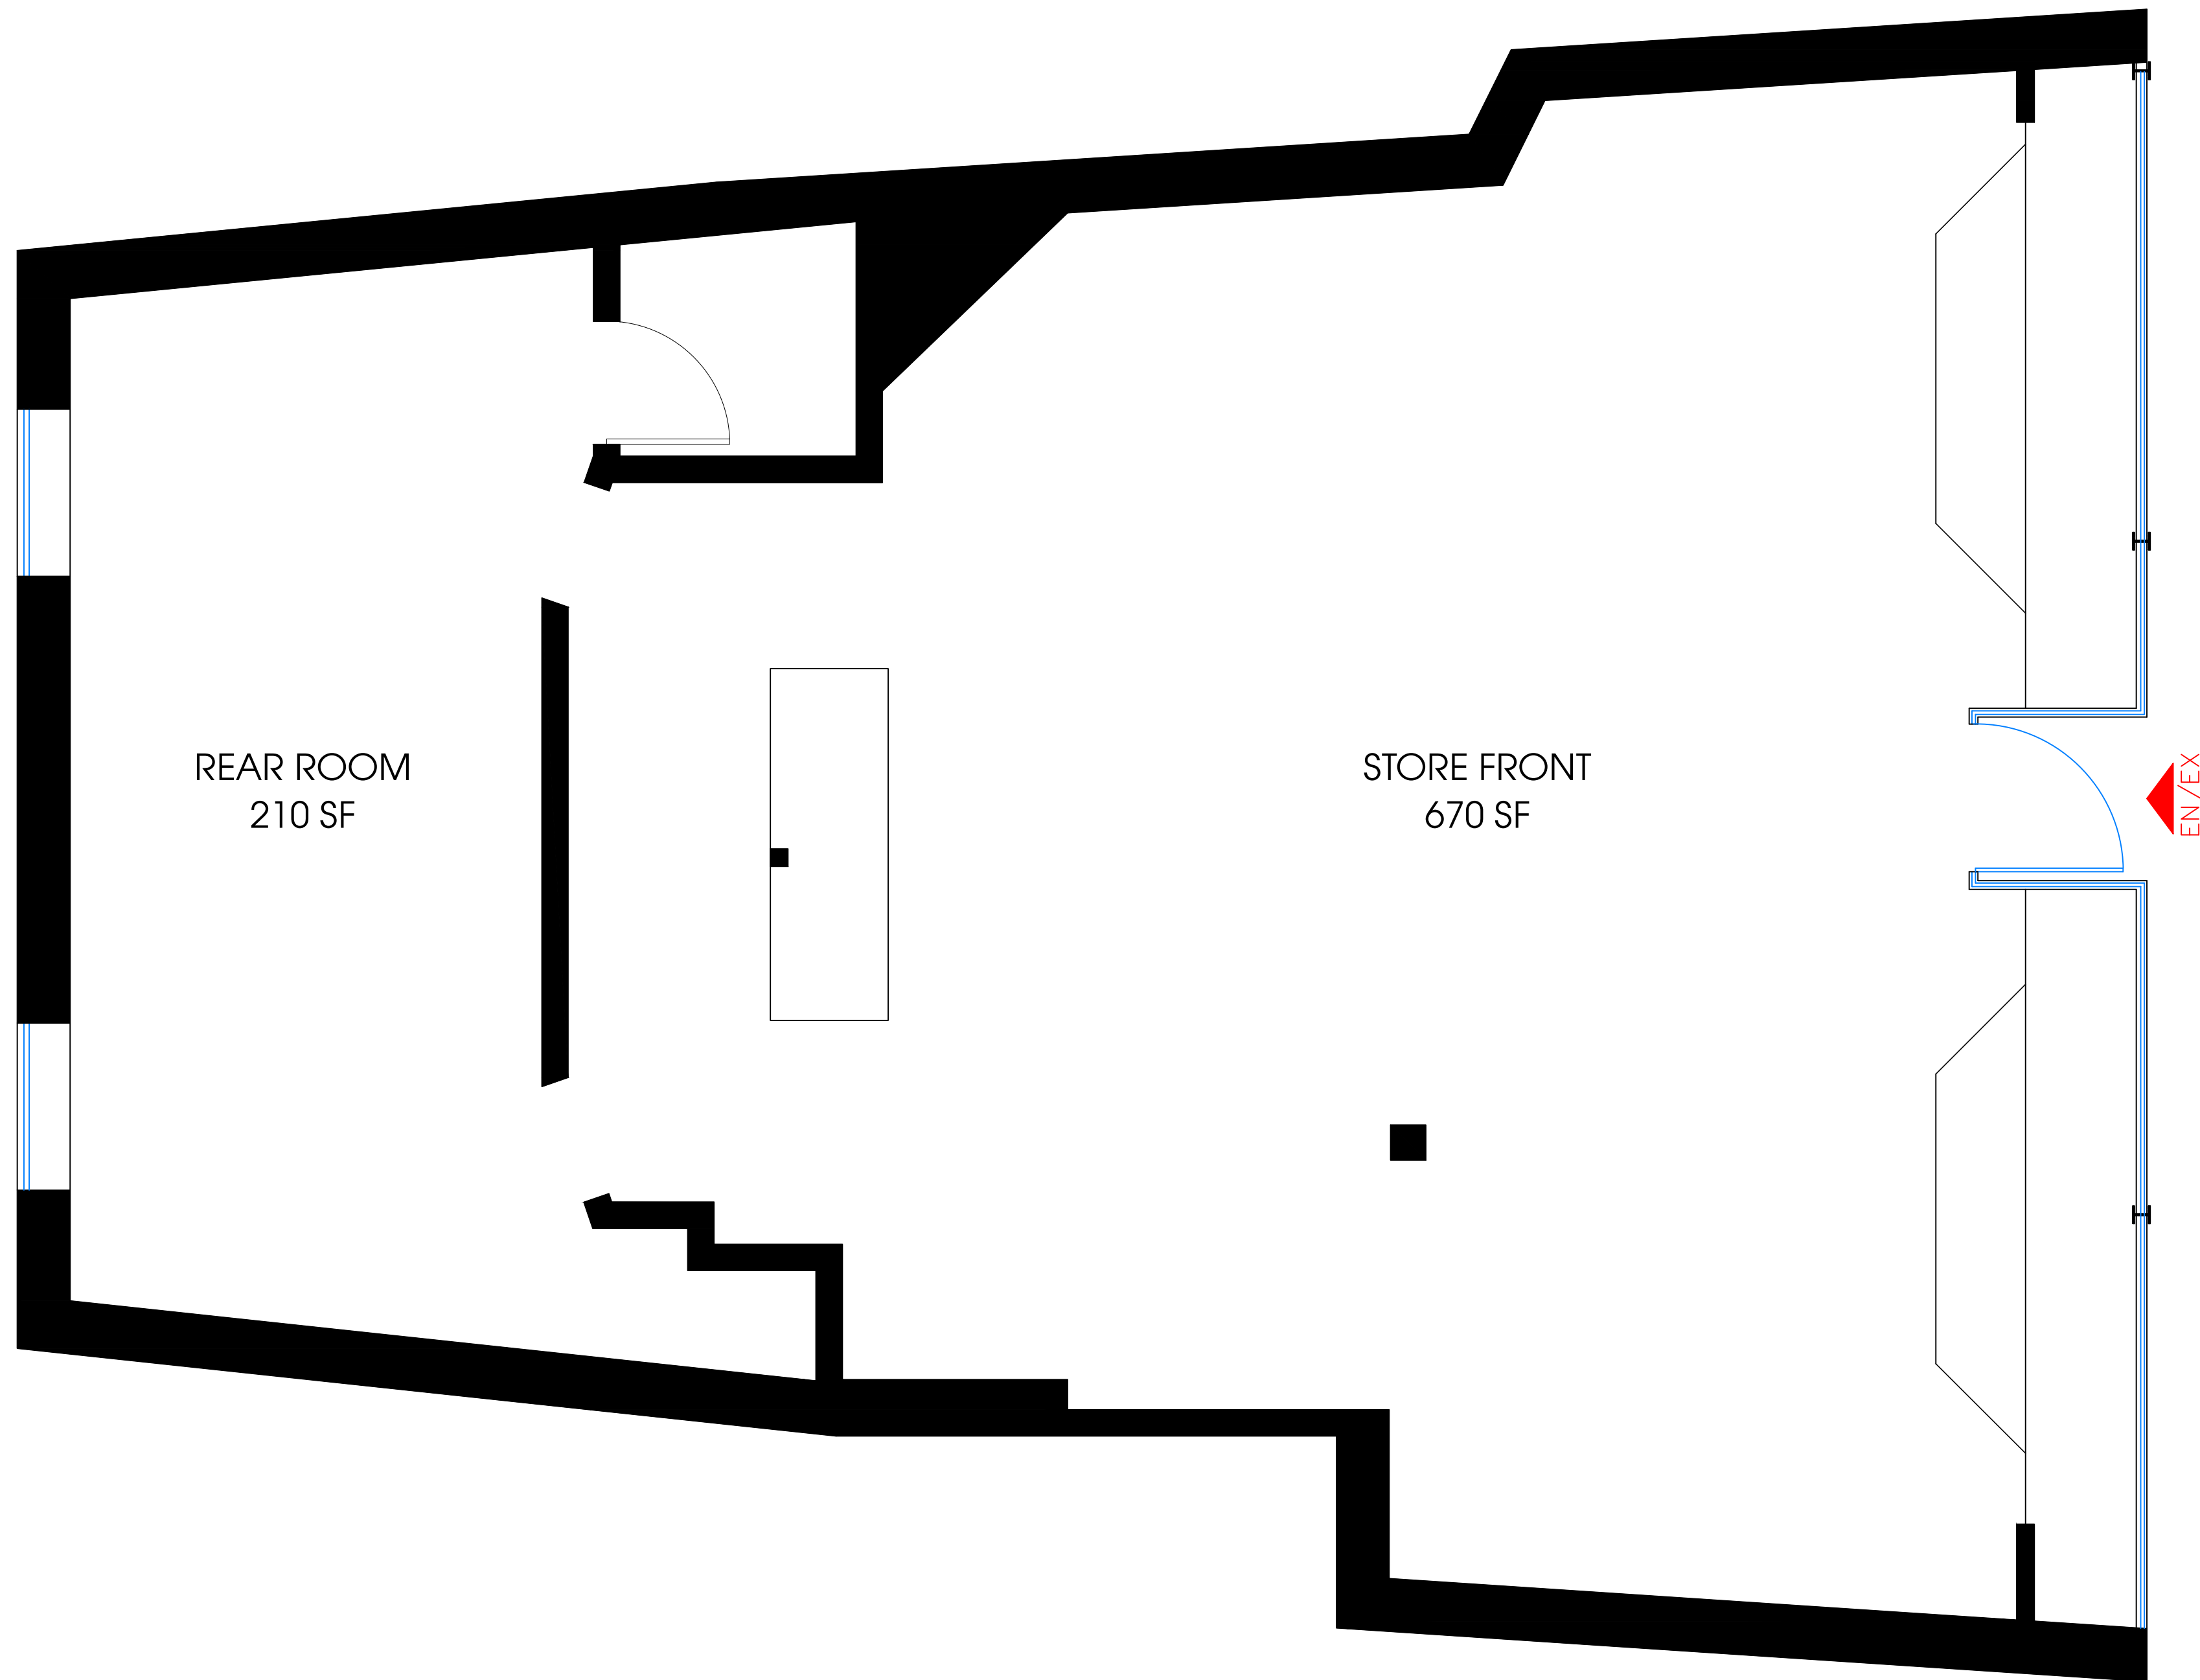 REAR ROOM
210 SF
STORE FRONT
670 SF
EN /EX